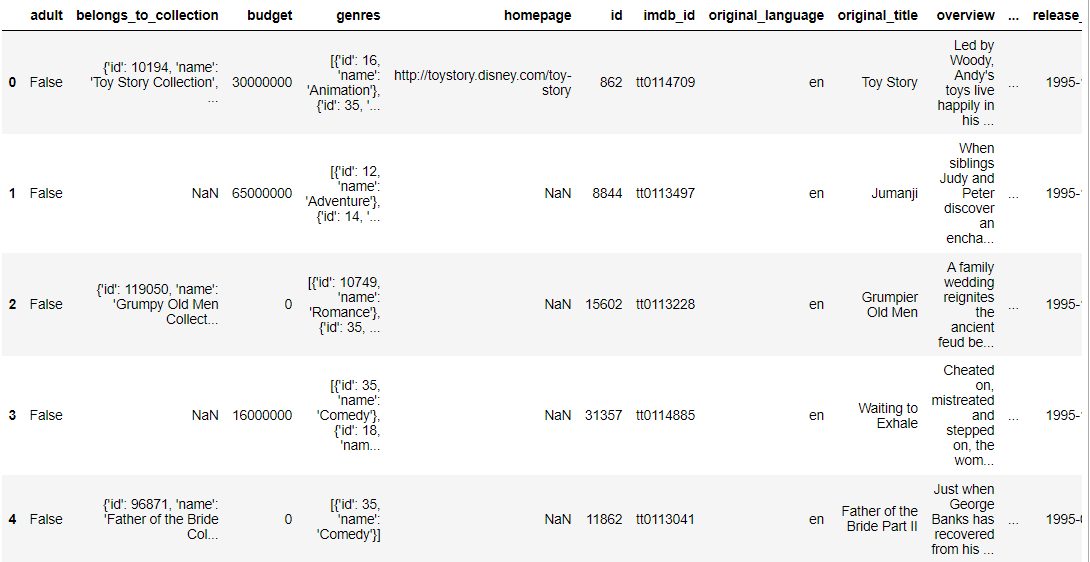 adult belongs_to_collection budget genres homepage id imdb_id original_language original_title overview ... release_
0 False {'id': 10194, 'name': 'Toy Story Collection', ... 30000000 [{'id': 16, 'name': 'Animation'}, {'id': 35, '... http://toystory.disney.com/toy-story 862 tt0114709 en Toy Story Led by Woody, Andy's toys live happily in his ... ... 1995-
1 False NaN 65000000 [{'id': 12, 'name': 'Adventure'}, {'id': 14, '... NaN 8844 tt0113497 en Jumanji When siblings Judy and Peter discover an encha... ... 1995-
2 False {'id': 119050, 'name': 'Grumpy Old Men Collect... 0 [{'id': 10749, 'name': 'Romance'}, {'id': 35, ... NaN 15602 tt0113228 en Grumpier Old Men A family wedding reignites the ancient feud be... ... 1995-
3 False NaN 16000000 [{'id': 35, 'name': 'Comedy'}, {'id': 18, 'nam... NaN 31357 tt0114885 en Waiting to Exhale Cheated on, mistreated and stepped on, the wom... ... 1995-
4 False {'id': 96871, 'name': 'Father of the Bride Col... 0 [{'id': 35, 'name': 'Comedy'}] NaN 11862 tt0113041 en Father of the Bride Part II Just when George Banks has recovered from his ... ... 1995-